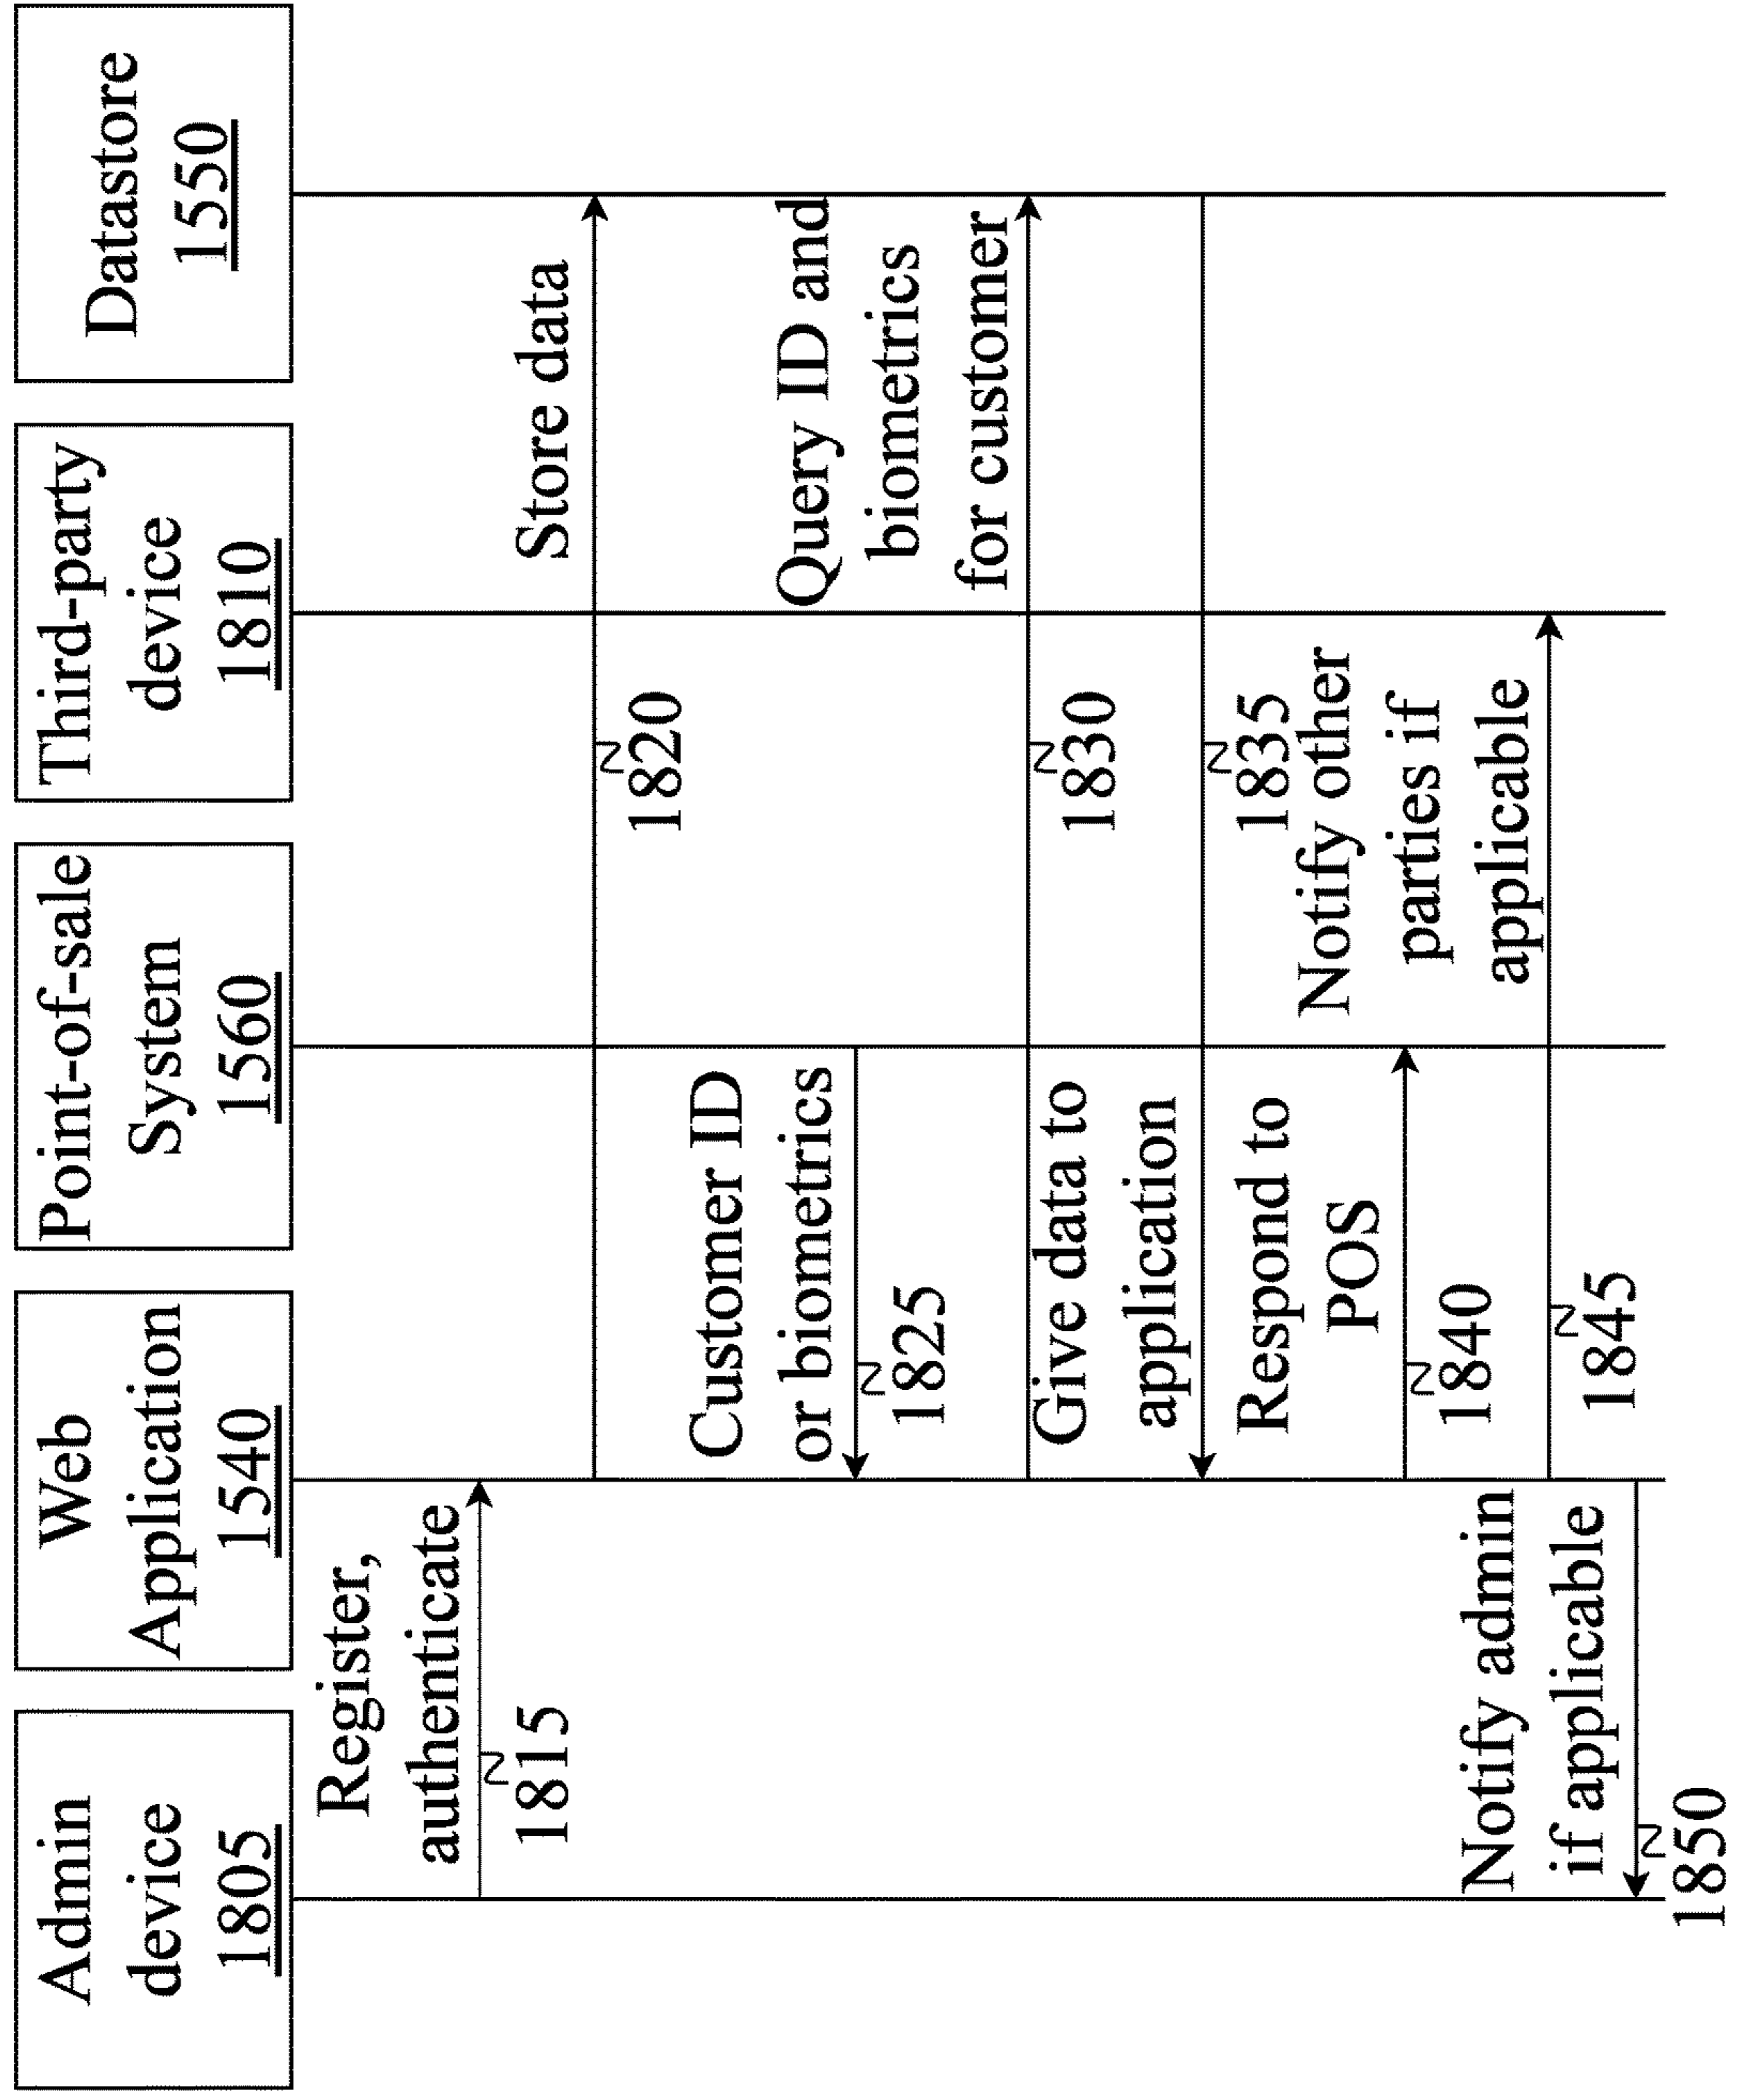 Admin
device
1805
Web
Application
1540
Point-of-sale
System
1560
Third-party
device
1810
Datastore
1550
Register,
authenticate
1815
Store data
1820
Customer ID
or biometrics
1825
Query ID and
biometrics
for customer
1830
Give data to
application
1835
Respond to
POS
1840
Notify other
parties if
applicable
1845
Notify admin
if applicable
1850